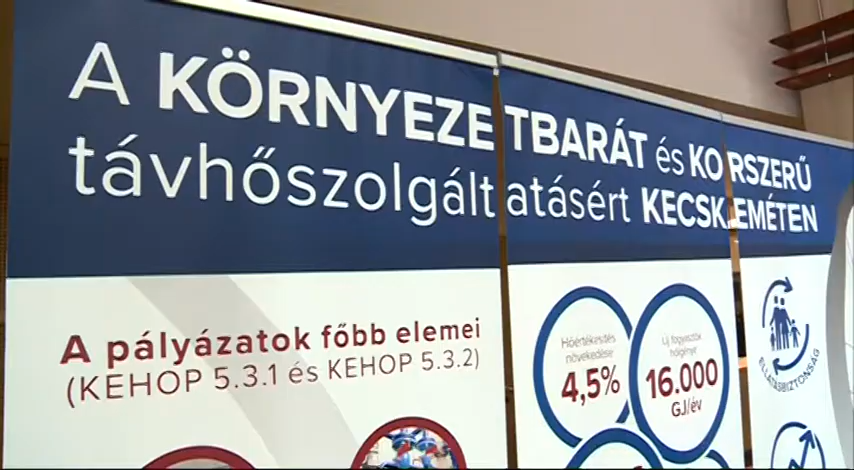 A KÖRNYEZETBARÁT és KORSZERŰ
távhőszolgáltatásért KECSKEMÉTEN
A pályázatok főbb elemei
(KEHOP 5.3.1 és KEHOP 5.3.2)
Hőértékesítés
növekedése
4,5%
Új fogyasztók
hőigénye
16.000
GJ/év
ELLÁTÁSBIZTONSÁG